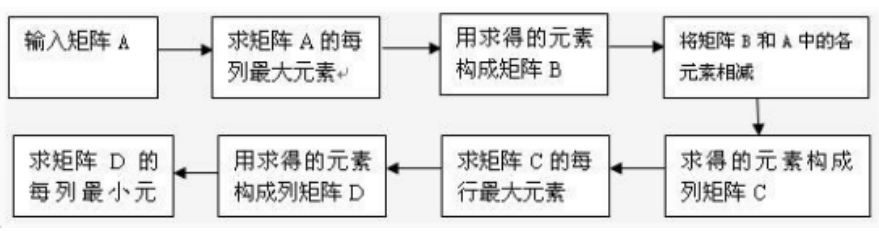 输入矩阵 A
求矩阵 A 的每
列最大元素↵
用求得的元素
构成矩阵 B
将矩阵 B 和 A 中的各
元素相减
求得的元素构成
列矩阵 C
求矩阵 C 的每
行最大元素
用求得的元素
构成列矩阵 D
求矩阵 D 的
每列最小元